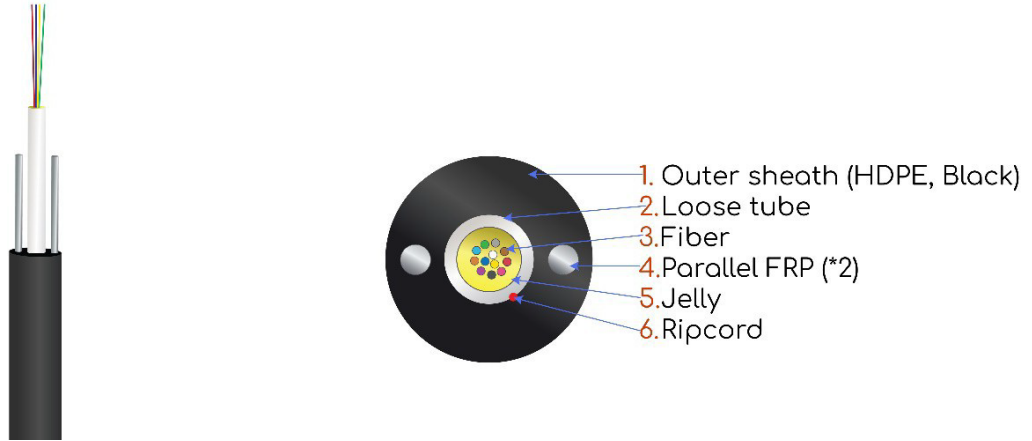 1. Outer sheath (HDPE, Black)
2.Loose tube
3.Fiber
4.Parallel FRP (*2)
5.Jelly
6.Ripcord